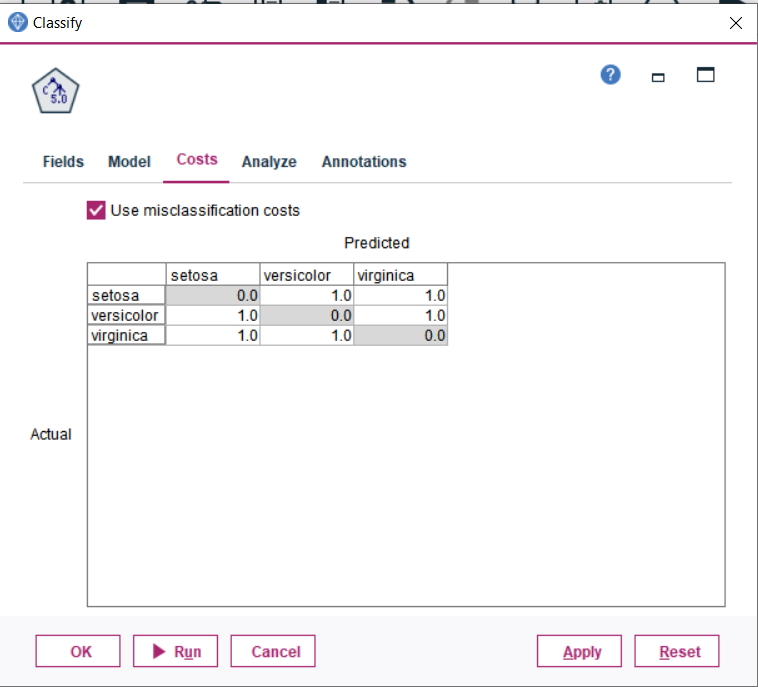 Classify
C 5.0
?
Fields Model Costs Analyze Annotations
Use misclassification costs
Predicted
setosa versicolor virginica
setosa 0.0 1.0 1.0
versicolor 1.0 0.0 1.0
virginica 1.0 1.0 0.0
Actual
OK Run Cancel Apply Reset